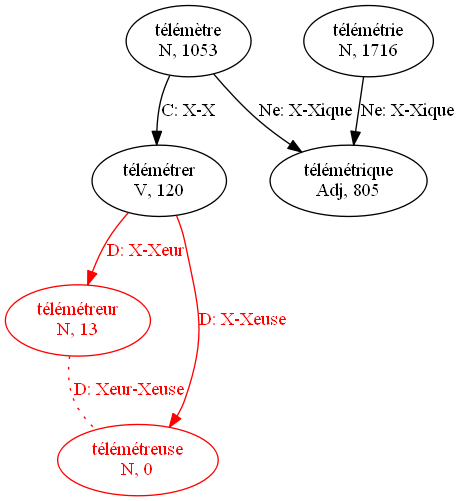 télémètre
N, 1053
télémétrie
N, 1716
C: X-X
Ne: X-Xique
Ne: X-Xique
télémétrer
V, 120
télémétrique
Adj, 805
D: X-Xeur
télémétreur
N, 13
D: X-Xeuse
D: Xeur-Xeuse
télémétreuse
N, 0